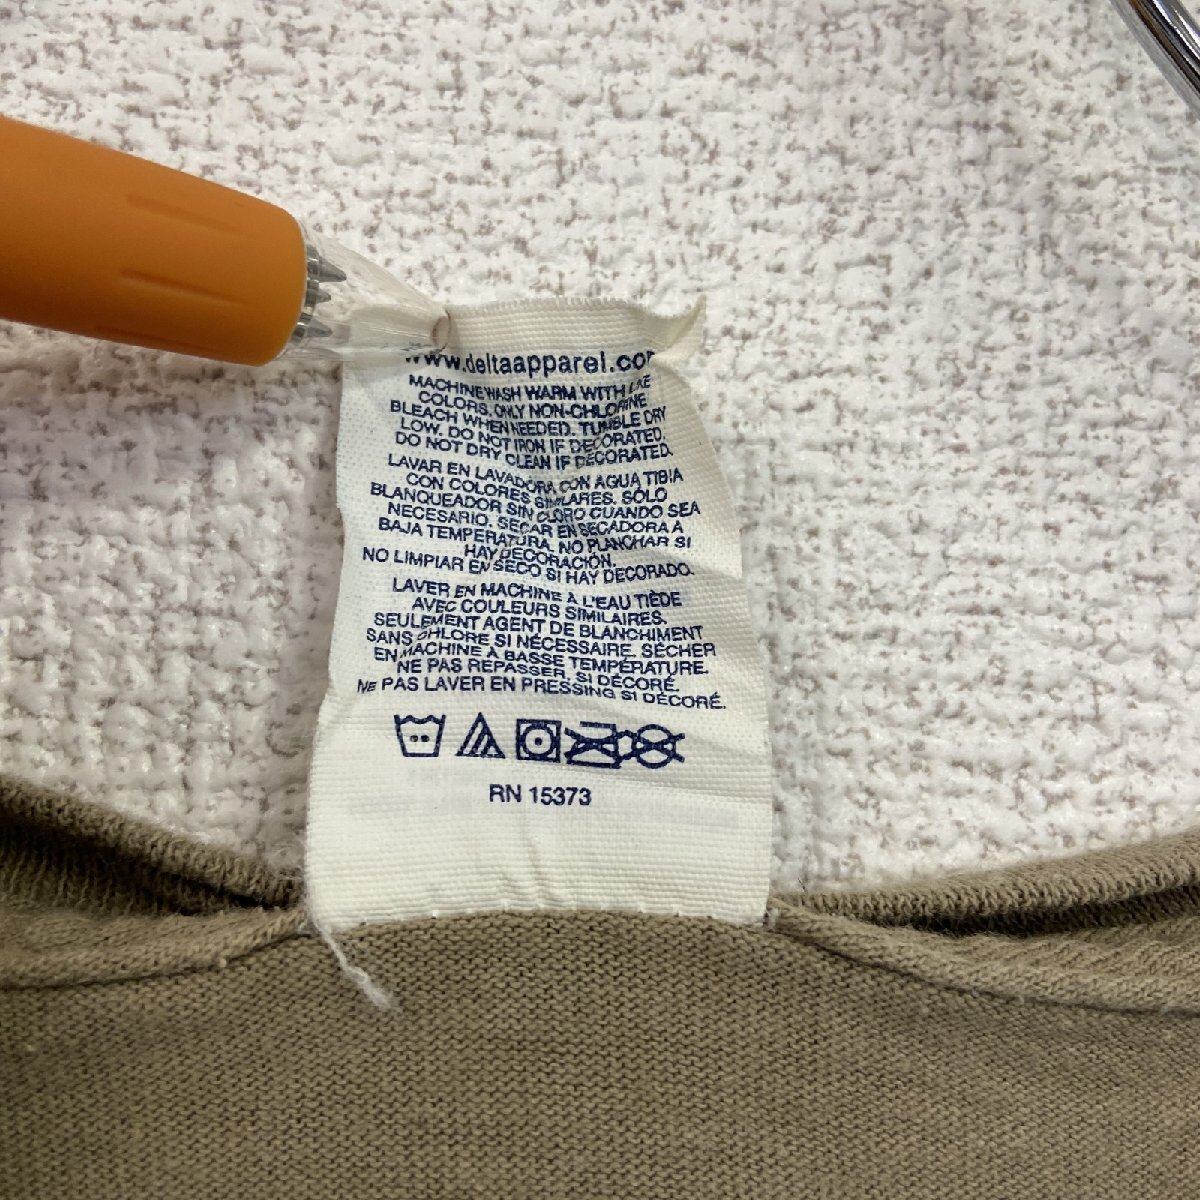 www.deltaapparel.com
MACHINE WASH WARM WITH LIKE
COLORS. ONLY NON-CHLORINE
BLEACH WHEN NEEDED. TUMBLE DRY
LOW. DO NOT IRON IF DECORATED.
DO NOT DRY CLEAN IF DECORATED.
LAVAR EN LAVADORA CON AGUA TIBIA
CON COLORES SIMILARES. SÓLO
BLANQUEADOR SIN CLORO CUANDO SEA
NECESARIO. SECAR EN SECADORA A
BAJA TEMPERATURA. NO PLANCHAR SI
HAY DECORACIÓN.
NO LIMPIAR EN SECO SI HAY DECORADO.
LAVER EN MACHINE À L'EAU TIÈDE
AVEC COULEURS SIMILAIRES.
SEULEMENT AGENT DE BLANCHIMENT
SANS CHLORE SI NÉCESSAIRE. SÉCHER
EN MACHINE À BASSE TEMPÉRATURE.
NE PAS REPASSER, SI DÉCORÉ.
NE PAS LAVER EN PRESSING SI DÉCORÉ.
RN 15373